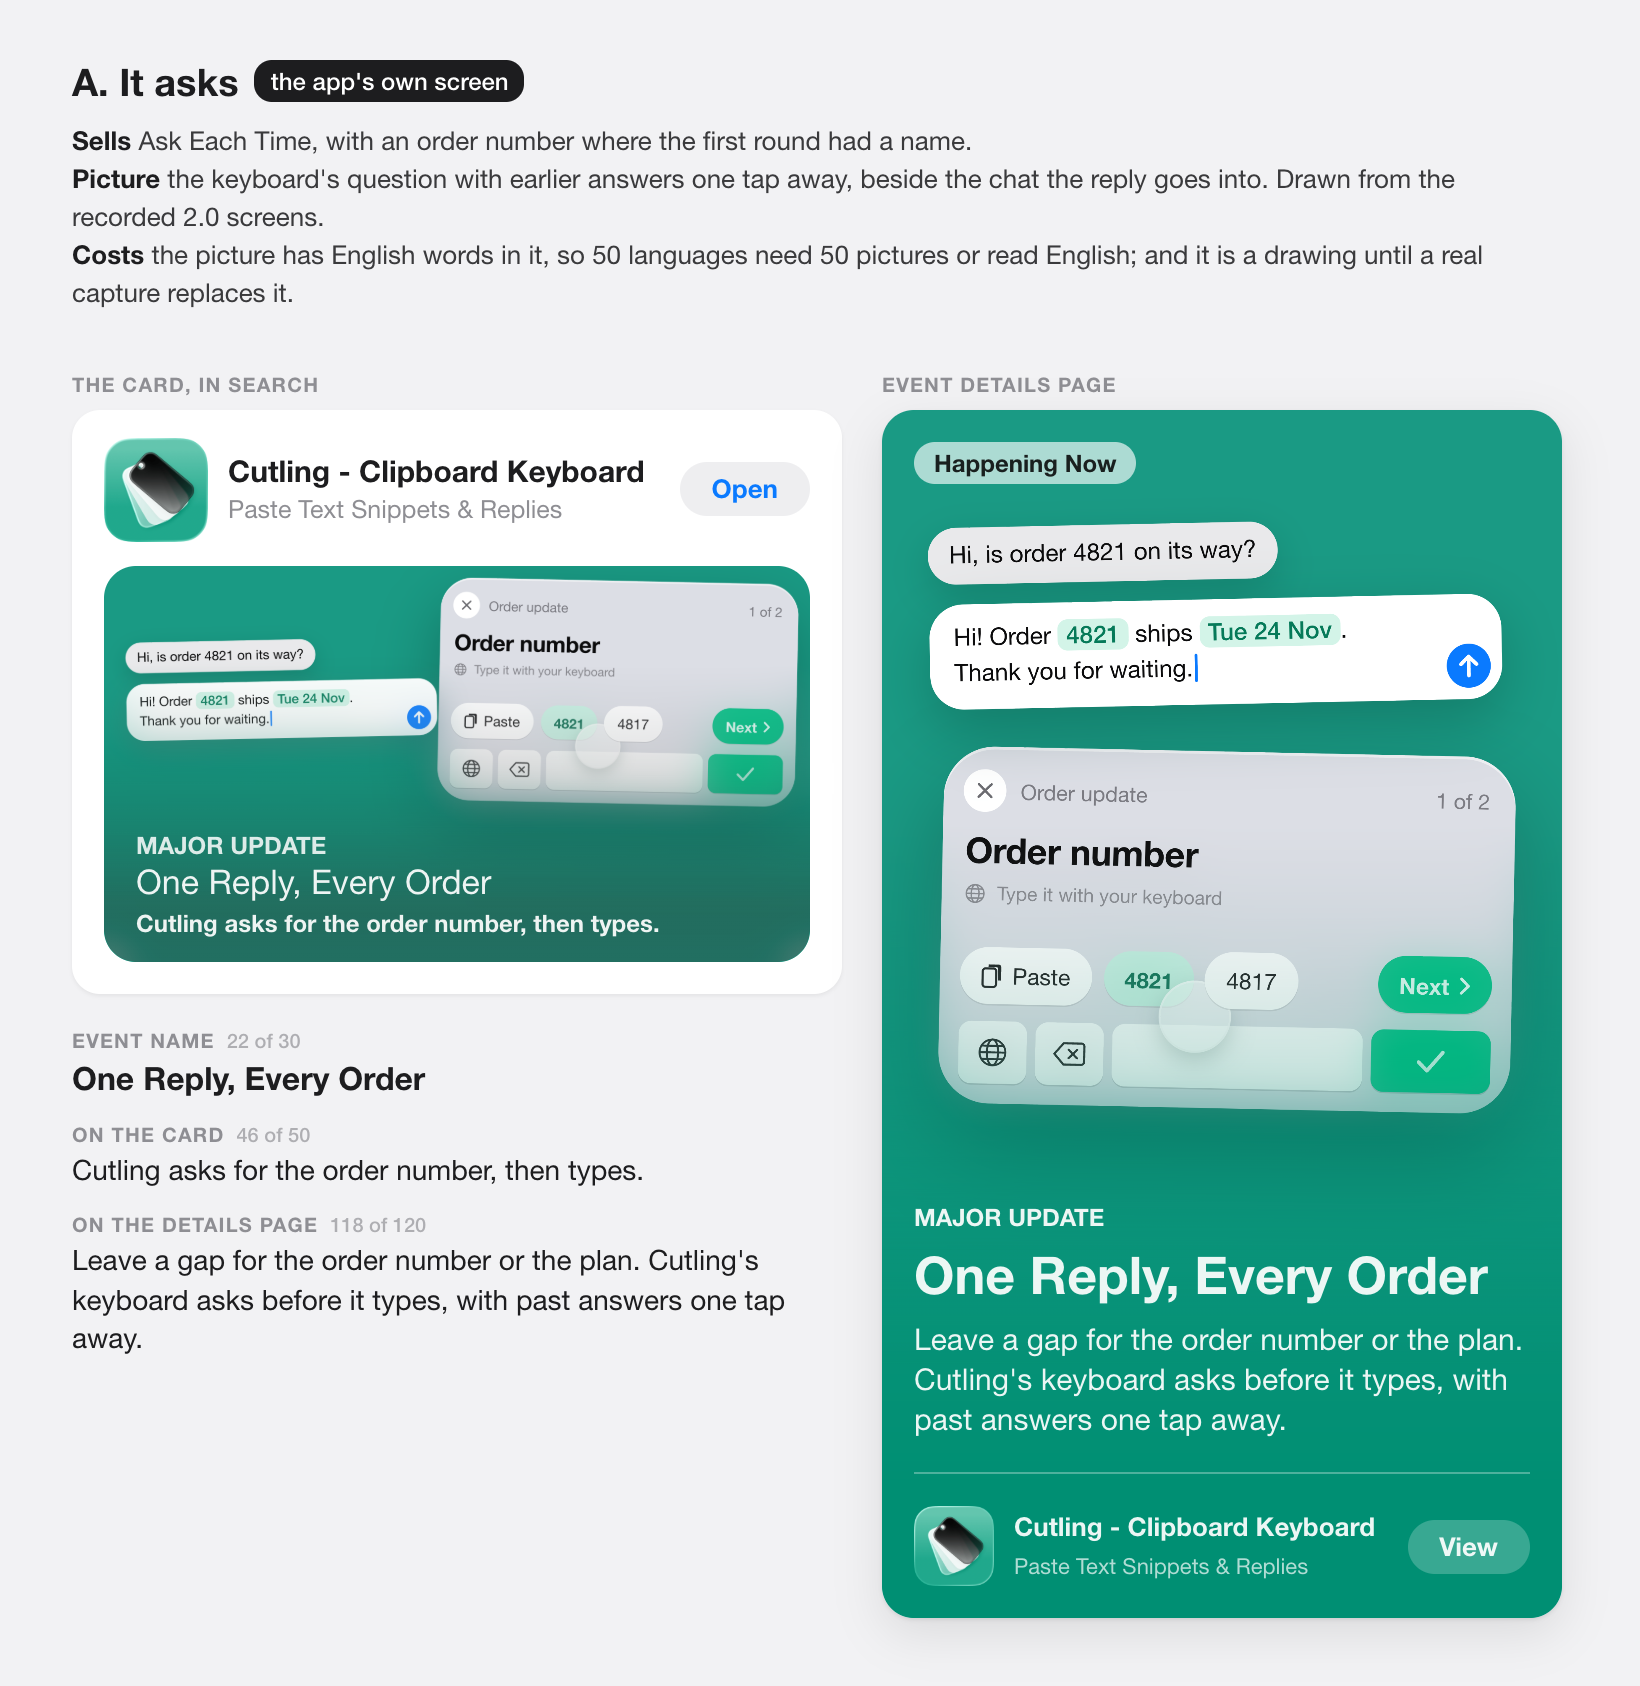 A. It asks the app's own screen
Sells Ask Each Time, with an order number where the first round had a name.
Picture the keyboard's question with earlier answers one tap away, beside the chat the reply goes into. Drawn from the
recorded 2.0 screens.
Costs the picture has English words in it, so 50 languages need 50 pictures or read English; and it is a drawing until a real
capture replaces it.
THE CARD, IN SEARCH
Cutling - Clipboard Keyboard
Paste Text Snippets & Replies
Open
Hi, is order 4821 on its way?
Hi! Order 4821 ships Tue 24 Nov.
Thank you for waiting.
Order update
1 of 2
Order number
Type it with your keyboard
Paste
4821
4817
Next
MAJOR UPDATE
One Reply, Every Order
Cutling asks for the order number, then types.
EVENT NAME 22 of 30
One Reply, Every Order
ON THE CARD 46 of 50
Cutling asks for the order number, then types.
ON THE DETAILS PAGE 118 of 120
Leave a gap for the order number or the plan. Cutling's
keyboard asks before it types, with past answers one tap
away.
EVENT DETAILS PAGE
Happening Now
Hi, is order 4821 on its way?
Hi! Order 4821 ships Tue 24 Nov.
Thank you for waiting.
Order update
1 of 2
Order number
Type it with your keyboard
Paste
4821
4817
Next
MAJOR UPDATE
One Reply, Every Order
Leave a gap for the order number or the plan.
Cutling's keyboard asks before it types, with
past answers one tap away.
Cutling - Clipboard Keyboard
Paste Text Snippets & Replies
View